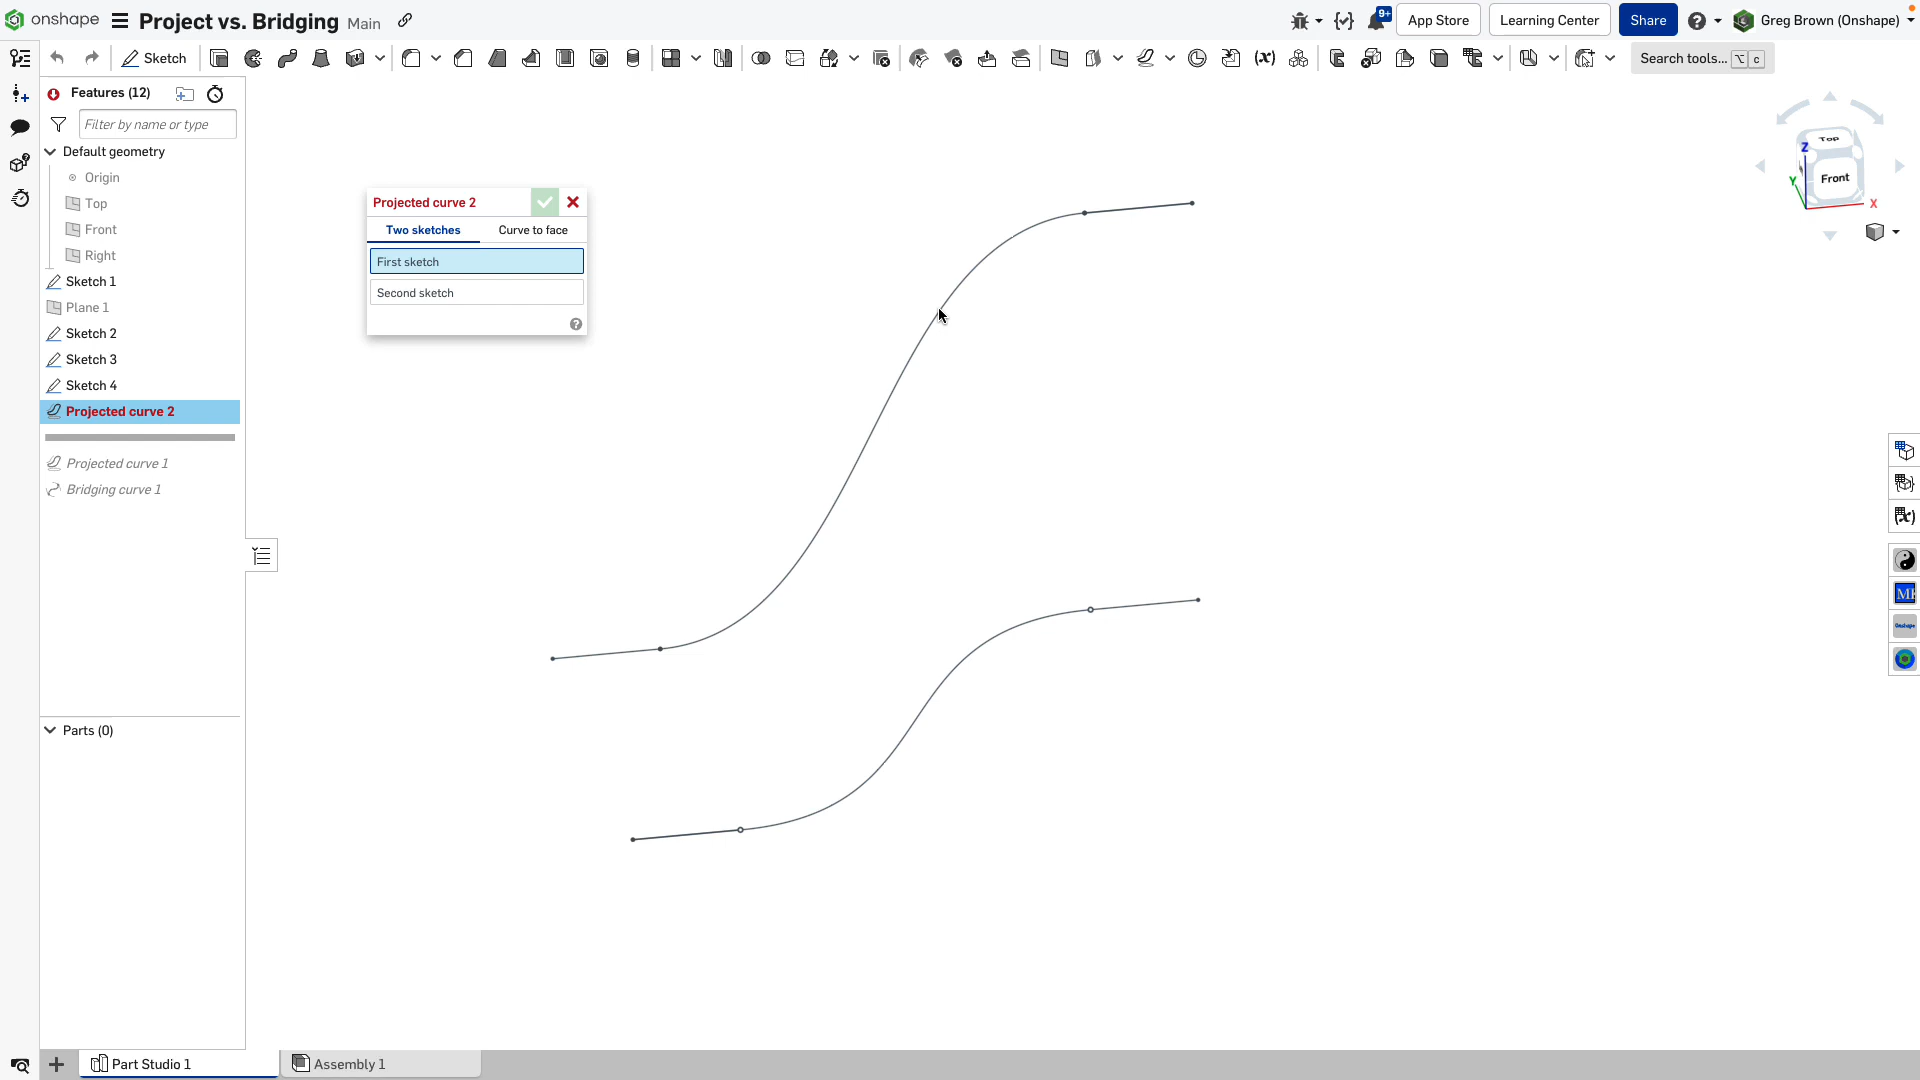 onshape
Project vs. Bridging Main
9+
App Store
Learning Center
Share
Greg Brown (Onshape)
Sketch
(x)
Search tools... ⌥ c
Features (12)
Filter by name or type
Default geometry
Origin
Top
Front
Right
Sketch 1
Plane 1
Sketch 2
Sketch 3
Sketch 4
Projected curve 2
Projected curve 1
Bridging curve 1
Parts (0)
Projected curve 2
Two sketches
Curve to face
First sketch
Second sketch
Top
Front
Z
Y
X
(x)
Onshape
Part Studio 1
Assembly 1